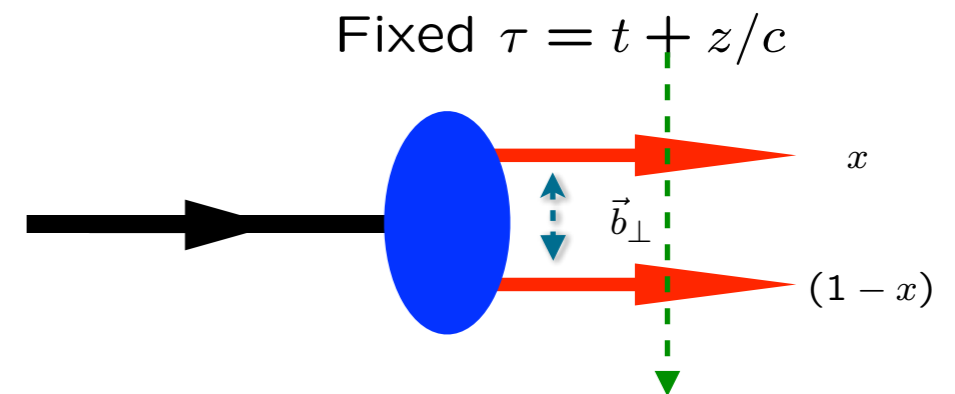 Fixed τ = t + z/c
x
b⃗⊥
(1 − x)